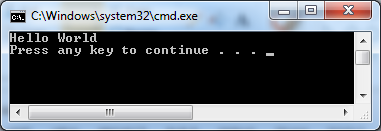 C:\Windows\system32\cmd.exe
Hello World
Press any key to continue . . . _